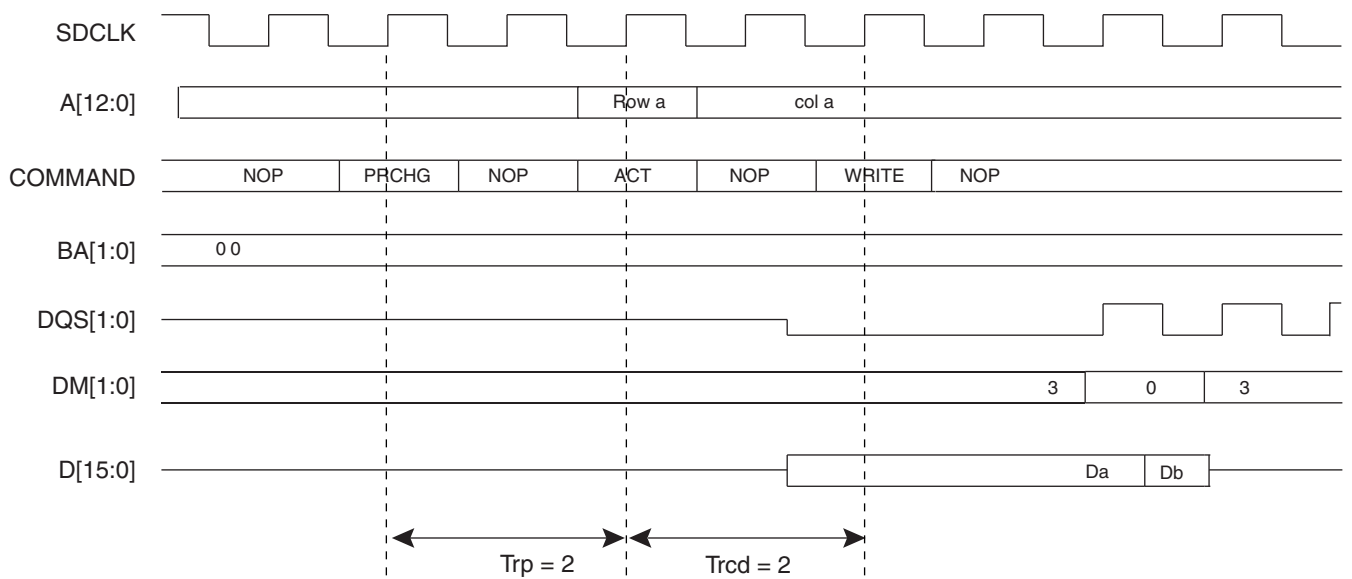 SDCLK
A[12:0] Row a col a
COMMAND NOP PRCHG NOP ACT NOP WRITE NOP
BA[1:0] 0 0
DQS[1:0]
DM[1:0] 3 0 3
D[15:0] Da Db
Trp = 2 Trcd = 2